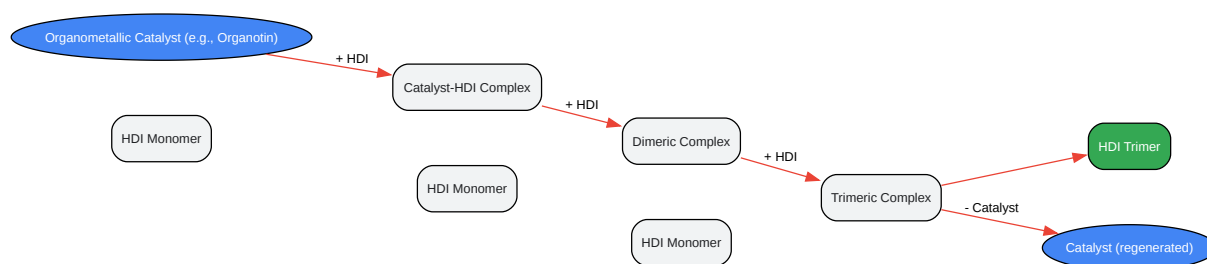 Organometallic Catalyst (e.g., Organotin)
+ HDI
Catalyst-HDI Complex
+ HDI
HDI Monomer
Dimeric Complex
HDI Trimer
+ HDI
HDI Monomer
Trimeric Complex
- Catalyst
HDI Monomer
Catalyst (regenerated)